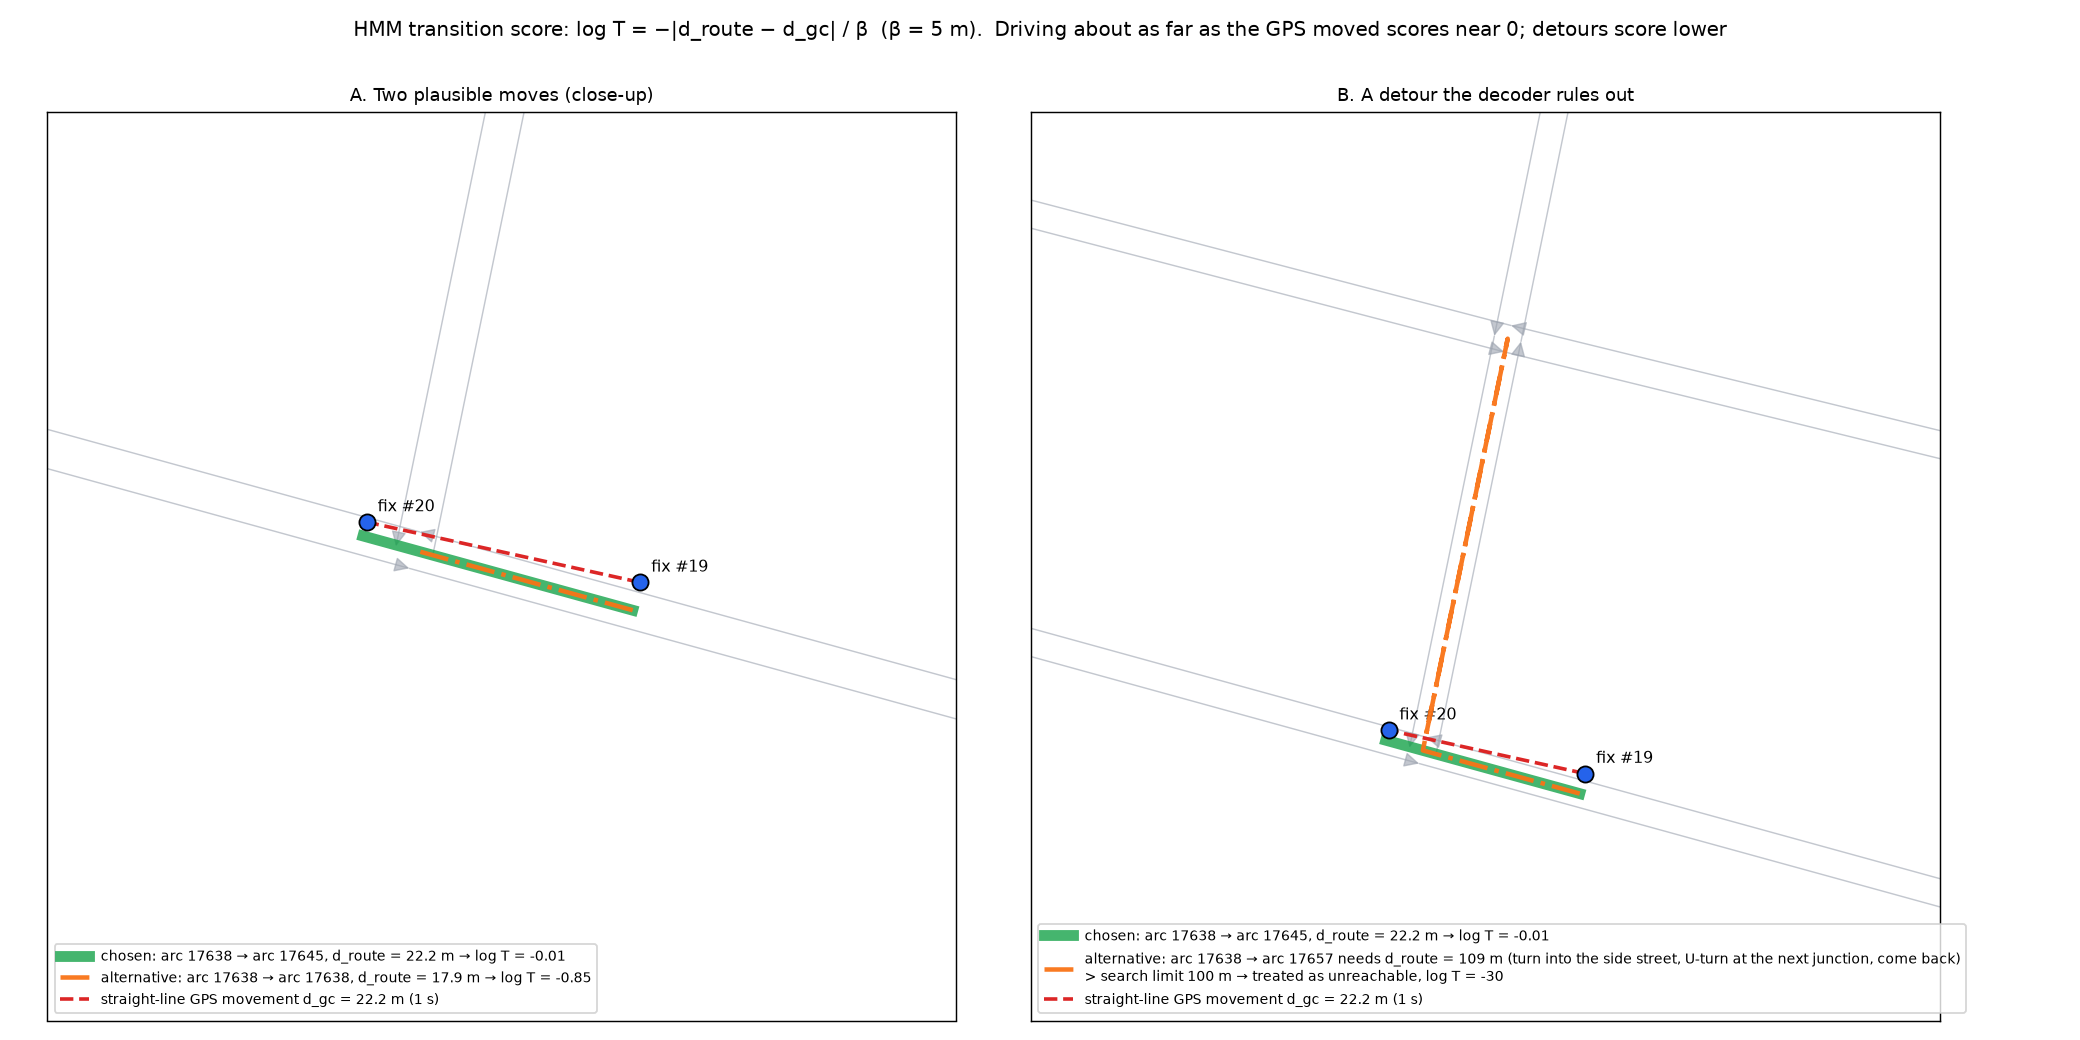 HMM transition score: log T = −|d_route − d_gc| / β  (β = 5 m).  Driving about as far as the GPS moved scores near 0; detours score lower
A. Two plausible moves (close-up)
fix #20
fix #19
chosen: arc 17638 → arc 17645, d_route = 22.2 m → log T = -0.01
alternative: arc 17638 → arc 17638, d_route = 17.9 m → log T = -0.85
straight-line GPS movement d_gc = 22.2 m (1 s)
B. A detour the decoder rules out
fix #20
fix #19
chosen: arc 17638 → arc 17645, d_route = 22.2 m → log T = -0.01
alternative: arc 17638 → arc 17657 needs d_route = 109 m (turn into the side street, U-turn at the next junction, come back)
> search limit 100 m → treated as unreachable, log T = -30
straight-line GPS movement d_gc = 22.2 m (1 s)